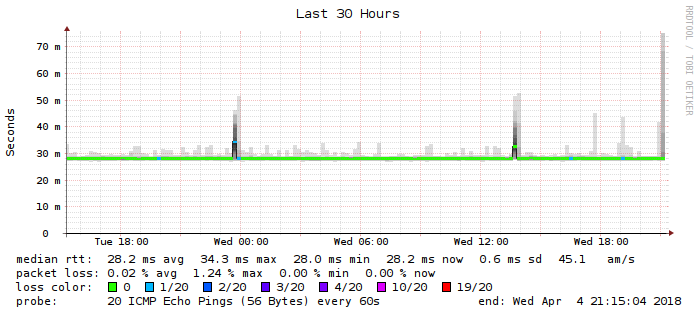 Last 30 Hours
RRDTOOL / TOBI OETIKER
Seconds
70 m
60 m
50 m
40 m
30 m
20 m
10 m
0
Tue 18:00 Wed 00:00 Wed 06:00 Wed 12:00 Wed 18:00
median rtt: 28.2 ms avg 34.3 ms max 28.0 ms min 28.2 ms now 0.6 ms sd 45.1 am/s
packet loss: 0.02 % avg 1.24 % max 0.00 % min 0.00 % now
loss color: 0 1/20 2/20 3/20 4/20 10/20 19/20
probe: 20 ICMP Echo Pings (56 Bytes) every 60s end: Wed Apr 4 21:15:04 2018